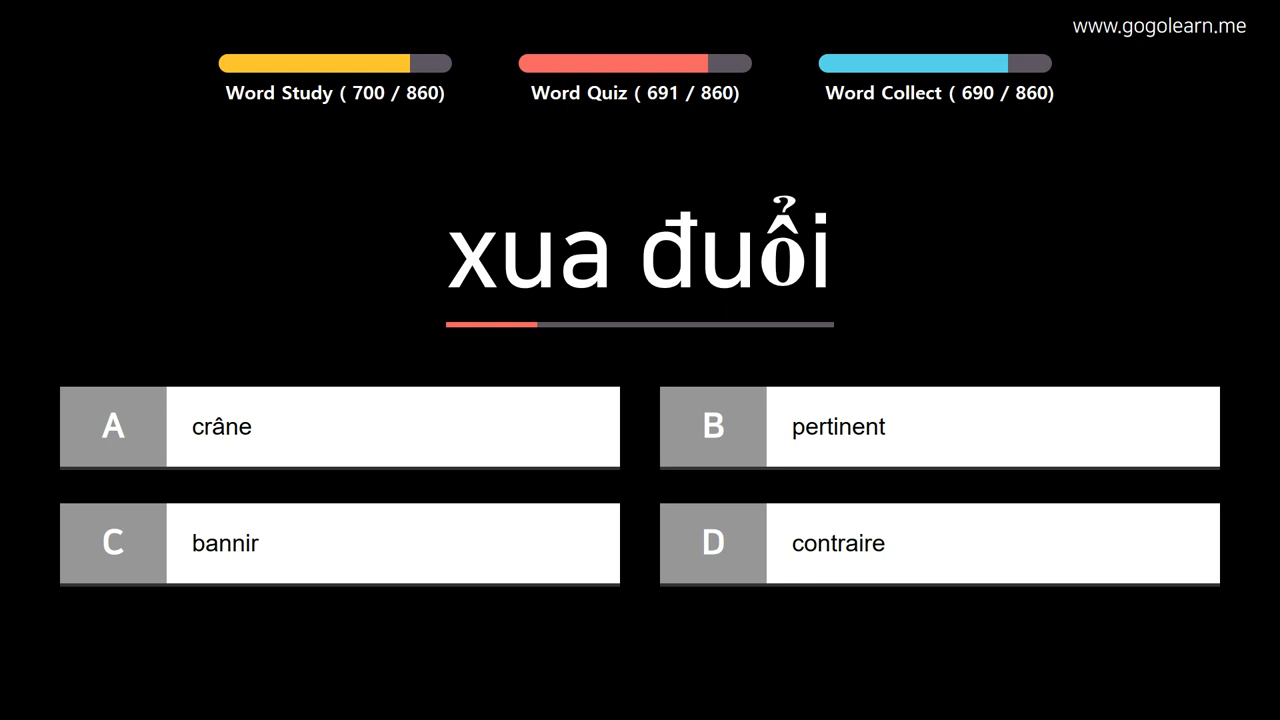 www.gogolearn.me
Word Study ( 700 / 860)
Word Quiz ( 691 / 860)
Word Collect ( 690 / 860)
xua đuổi
A crâne
B pertinent
C bannir
D contraire